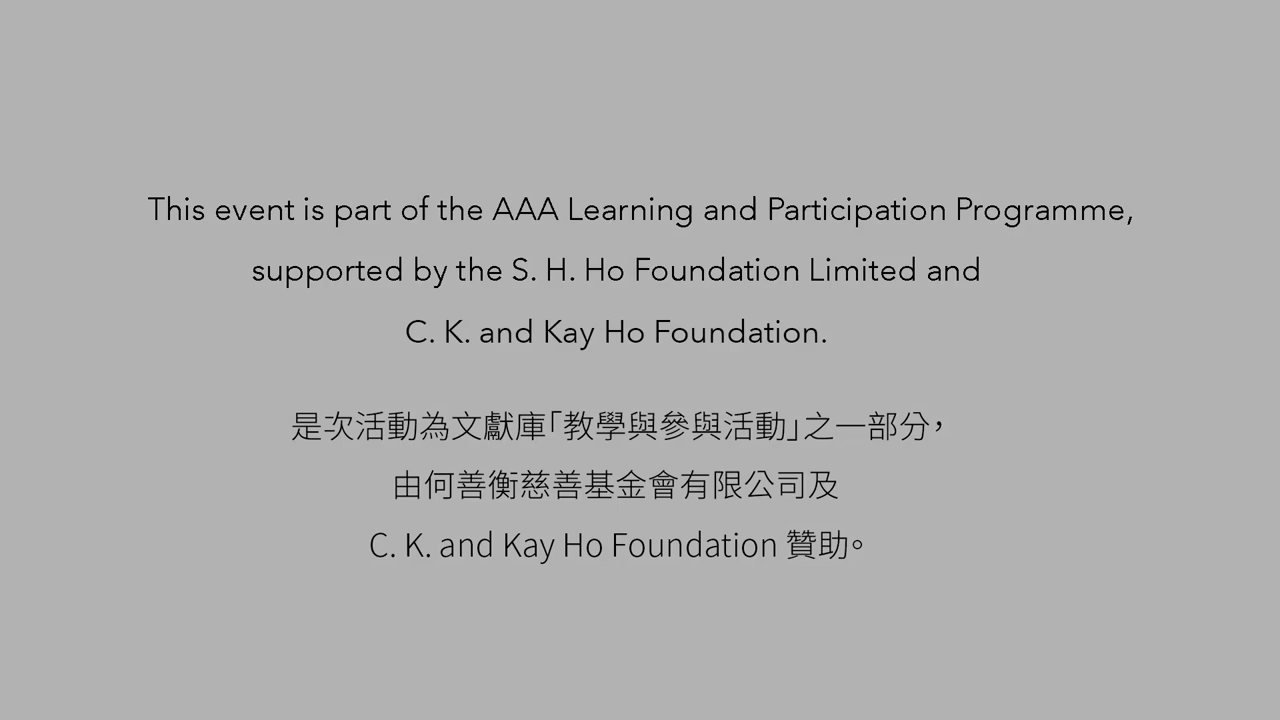 This event is part of the AAA Learning and Participation Programme,
supported by the S. H. Ho Foundation Limited and
C. K. and Kay Ho Foundation.
是次活動為文獻庫「教學與參與活動」之一部分，
由何善衡慈善基金會有限公司及
C. K. and Kay Ho Foundation 贊助。